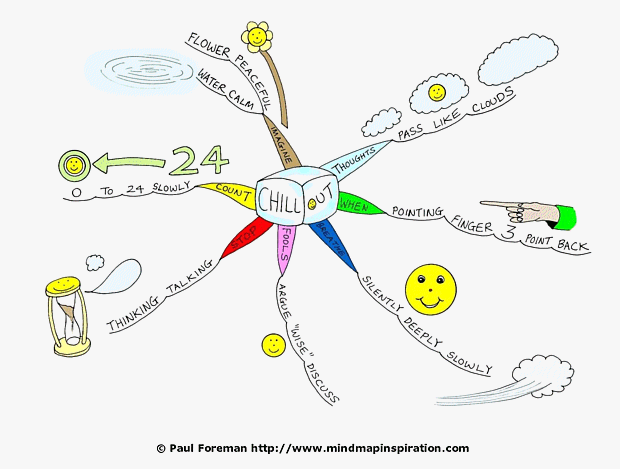 CHILL OUT
IMAGINE
FLOWER PEACEFUL
WATER CALM
THOUGHTS
PASS LIKE CLOUDS
WHEN
POINTING FINGER 3 POINT BACK
BREATHE
SILENTLY DEEPLY SLOWLY
FOOLS
ARGUE "WISE" DISCUSS
STOP
THINKING TALKING
COUNT
0 TO 24 SLOWLY
24
© Paul Foreman http://www.mindmapinspiration.com